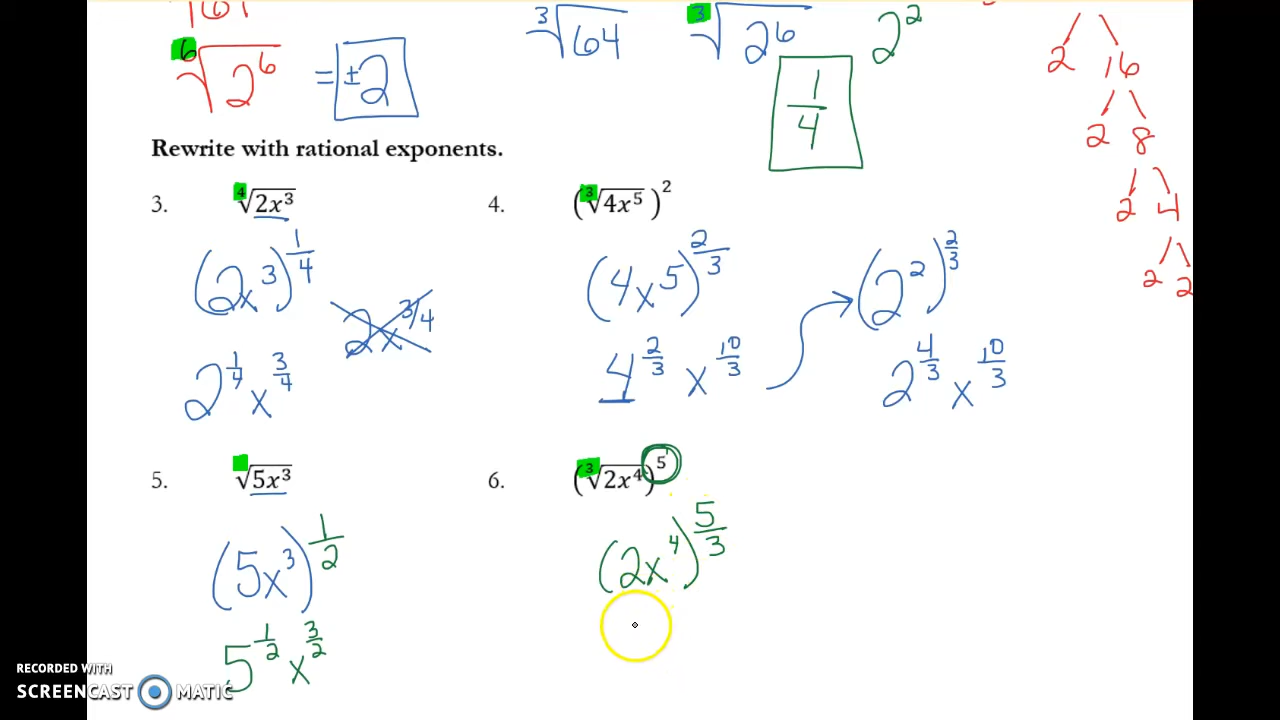 161
⁶√2⁶ = ±2
³√64 ³√2⁶ 2²
1/4
2 16
2 8
2 4
2 2
Rewrite with rational exponents.
3. ⁴√2x³ 4. (³√4x⁵)²
(2x³)^1/4 (4x⁵)^2/3 (2²)^2/3
2x^3/4
2^1/4 x^3/4 4^2/3 x^10/3 2^4/3 x^10/3
5. √5x³ 6. (³√2x⁴)⁵
(5x³)^1/2 (2x⁴)^5/3
5^1/2 x^3/2
RECORDED WITH
SCREENCAST MATIC